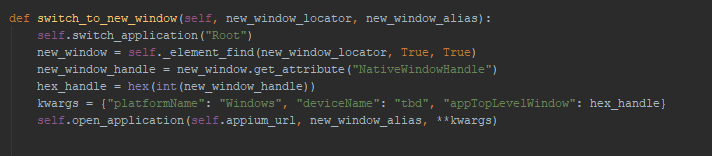 def switch_to_new_window(self, new_window_locator, new_window_alias):
    self.switch_application("Root")
    new_window = self._element_find(new_window_locator, True, True)
    new_window_handle = new_window.get_attribute("NativeWindowHandle")
    hex_handle = hex(int(new_window_handle))
    kwargs = {"platformName": "Windows", "deviceName": "tbd", "appTopLevelWindow": hex_handle}
    self.open_application(self.appium_url, new_window_alias, **kwargs)